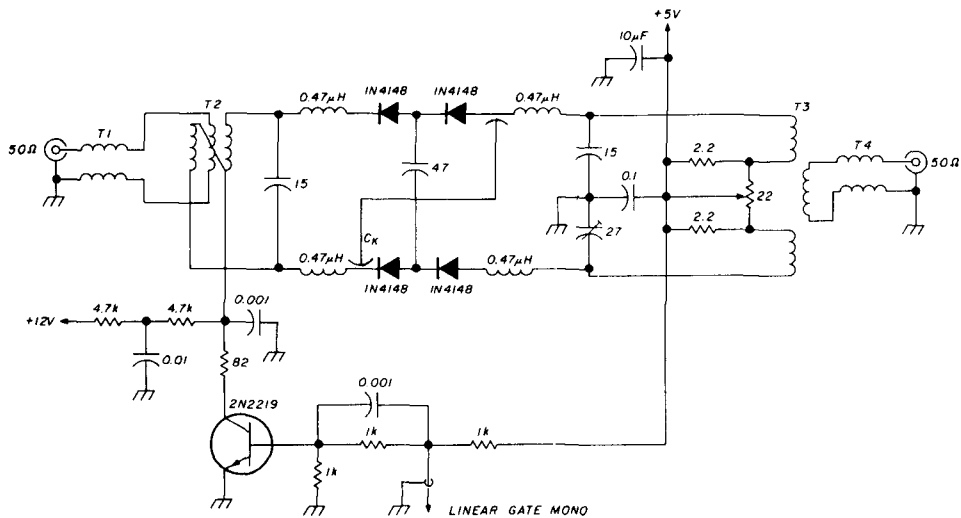 +5V
10µF
0.47µH
1N4148
1N4148
0.47µH
T2
T3
T1
T4
50Ω
50Ω
15
47
15
2.2
0.1
22
27
2.2
CK
0.47µH
0.47µH
1N4148
1N4148
+12V
4.7k
4.7k
0.001
0.01
82
2N2219
0.001
1k
1k
1k
LINEAR GATE MONO